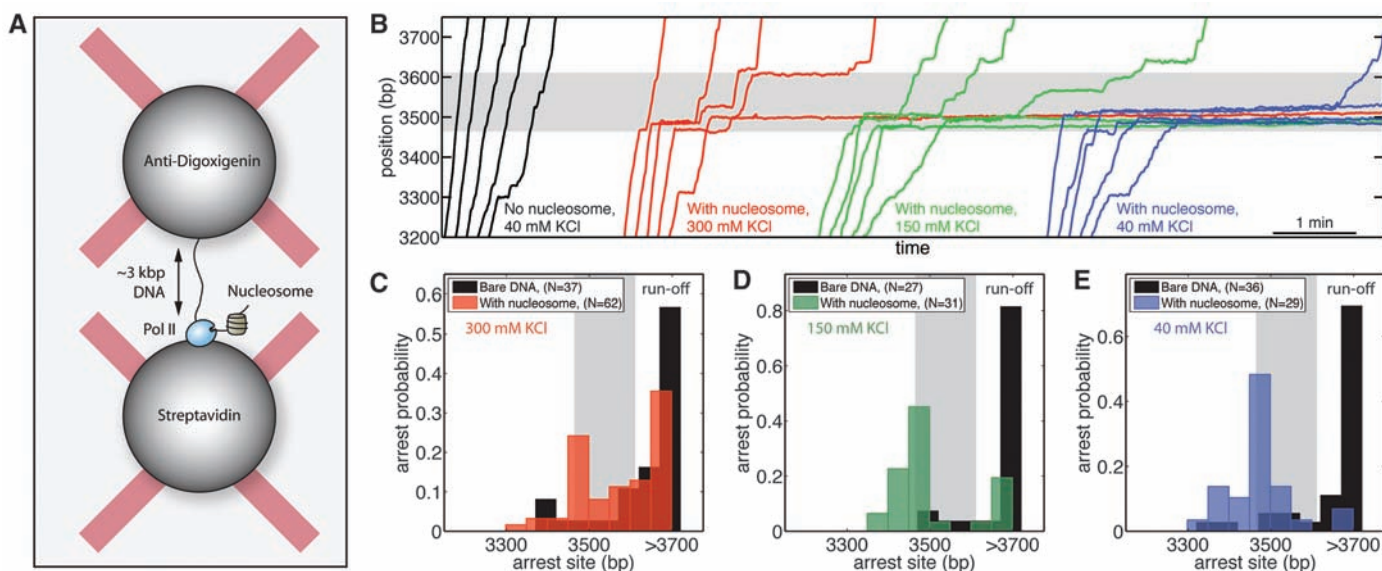 A
Anti-Digoxigenin
~3 kbp
DNA
Nucleosome
Pol II
Streptavidin
B
position (bp)
3700
3600
3500
3400
3300
3200
No nucleosome,
40 mM KCl
With nucleosome,
300 mM KCl
With nucleosome,
150 mM KCl
With nucleosome,
40 mM KCl
1 min
time
C
Bare DNA, (N=37)
With nucleosome, (N=62)
run-off
300 mM KCl
arrest probability
0.6
0.5
0.4
0.3
0.2
0.1
0
3300
3500
>3700
arrest site (bp)
D
Bare DNA, (N=27)
With nucleosome, (N=31)
run-off
150 mM KCl
arrest probability
0.8
0.6
0.4
0.2
0
3300
3500
>3700
arrest site (bp)
E
Bare DNA, (N=36)
With nucleosome, (N=29)
run-off
40 mM KCl
arrest probability
0.6
0.4
0.2
0
3300
3500
>3700
arrest site (bp)